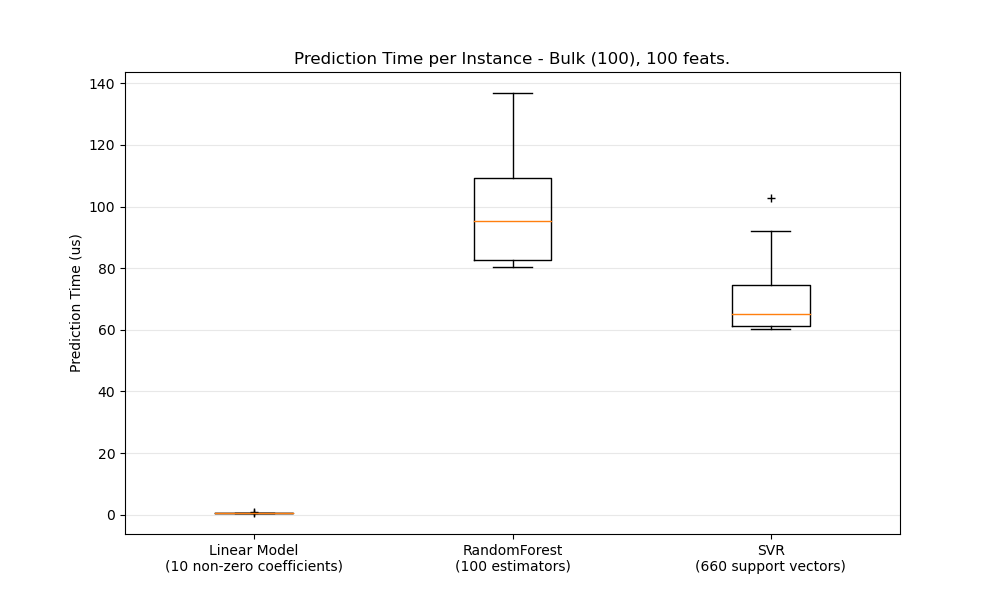 Prediction Time per Instance - Bulk (100), 100 feats.
Prediction Time (us)
140
120
100
80
60
40
20
0
Linear Model
(10 non-zero coefficients)
RandomForest
(100 estimators)
SVR
(660 support vectors)